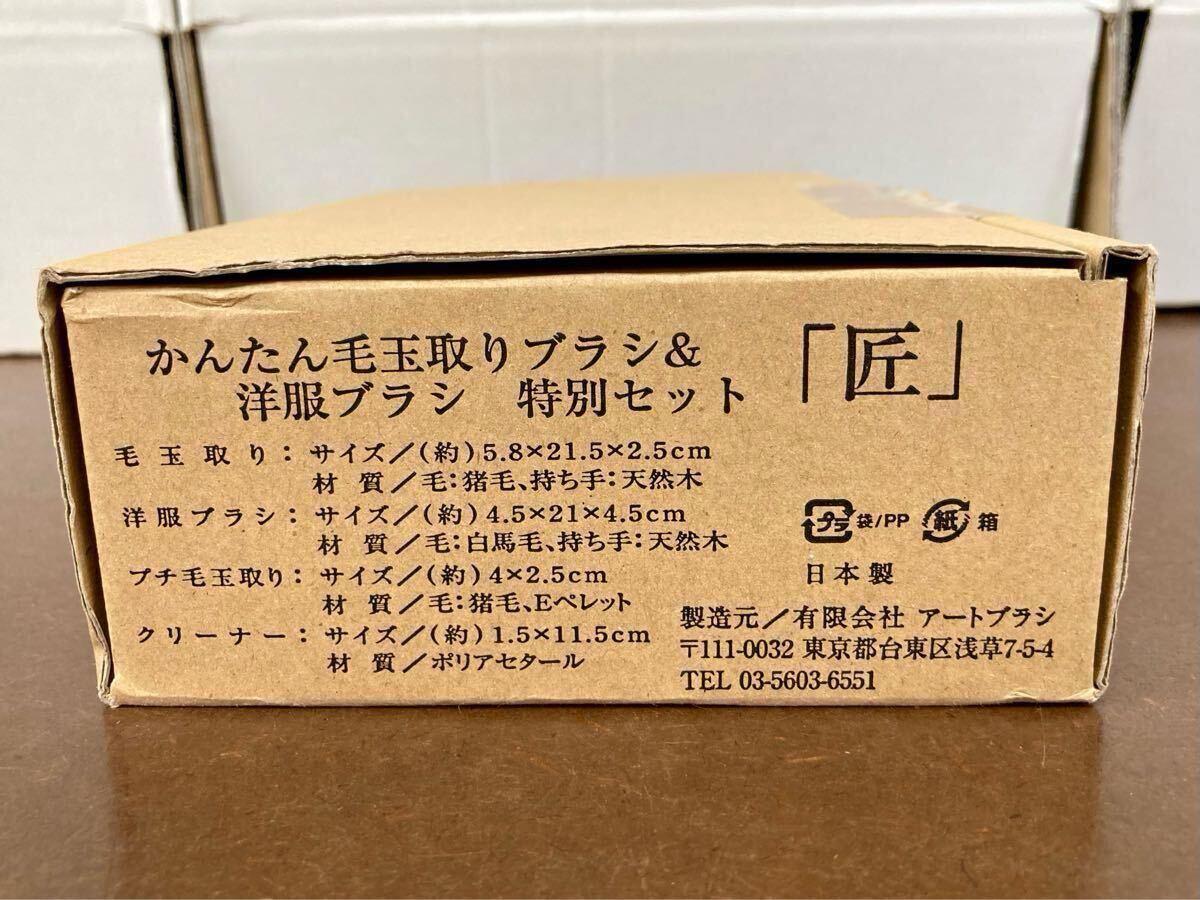 かんたん毛玉取りブラシ&
洋服ブラシ　特別セット
「匠」
毛玉取り：サイズ／(約)5.8×21.5×2.5cm
材質／毛：猪毛、持ち手：天然木
洋服ブラシ：サイズ／(約)4.5×21×4.5cm
材質／毛：白馬毛、持ち手：天然木
プチ毛玉取り：サイズ／(約)4×2.5cm
材質／毛：猪毛、Eペレット
クリーナー：サイズ／(約)1.5×11.5cm
材質／ポリアセタール
プラ 袋/PP 紙 箱
日本製
製造元／有限会社 アートブラシ
〒111-0032 東京都台東区浅草7-5-4
TEL 03-5603-6551